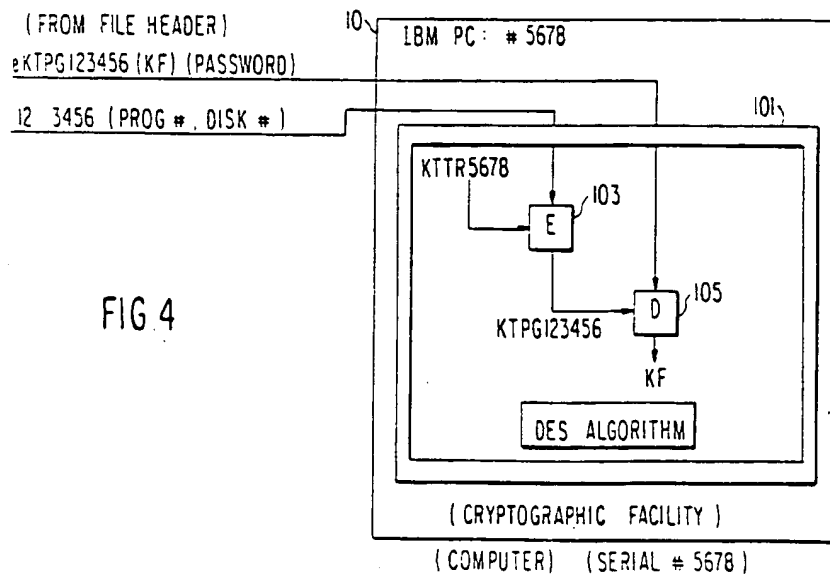 (FROM FILE HEADER)
eKTPG123456 (KF) (PASSWORD)
12 3456 (PROG #, DISK #)
10
IBM PC: # 5678
101
KTTR5678
103
E
FIG 4
105
D
KTPG123456
KF
DES ALGORITHM
(CRYPTOGRAPHIC FACILITY)
(COMPUTER) (SERIAL # 5678)